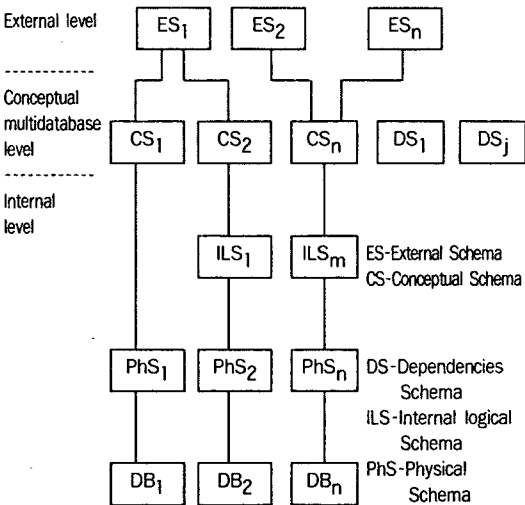 External level
ES₁
ES₂
ESₙ
Conceptual
multidatabase
level
CS₁
CS₂
CSₙ
DS₁
DSⱼ
Internal
level
ILS₁
ILSₘ
ES-External Schema
CS-Conceptual Schema
PhS₁
PhS₂
PhSₙ
DS-Dependencies
Schema
ILS-Internal logical
Schema
DB₁
DB₂
DBₙ
PhS-Physical
Schema